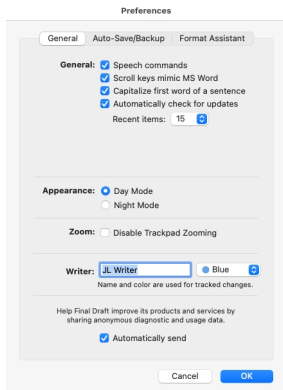 Preferences
General Auto-Save/Backup Format Assistant
General: Speech commands
Scroll keys mimic MS Word
Capitalize first word of a sentence
Automatically check for updates
Recent items: 15
Appearance: Day Mode
Night Mode
Zoom: Disable Trackpad Zooming
Writer: JL Writer Blue
Name and color are used for tracked changes.
Help Final Draft improve its products and services by
sharing anonymous diagnostic and usage data.
Automatically send
Cancel OK